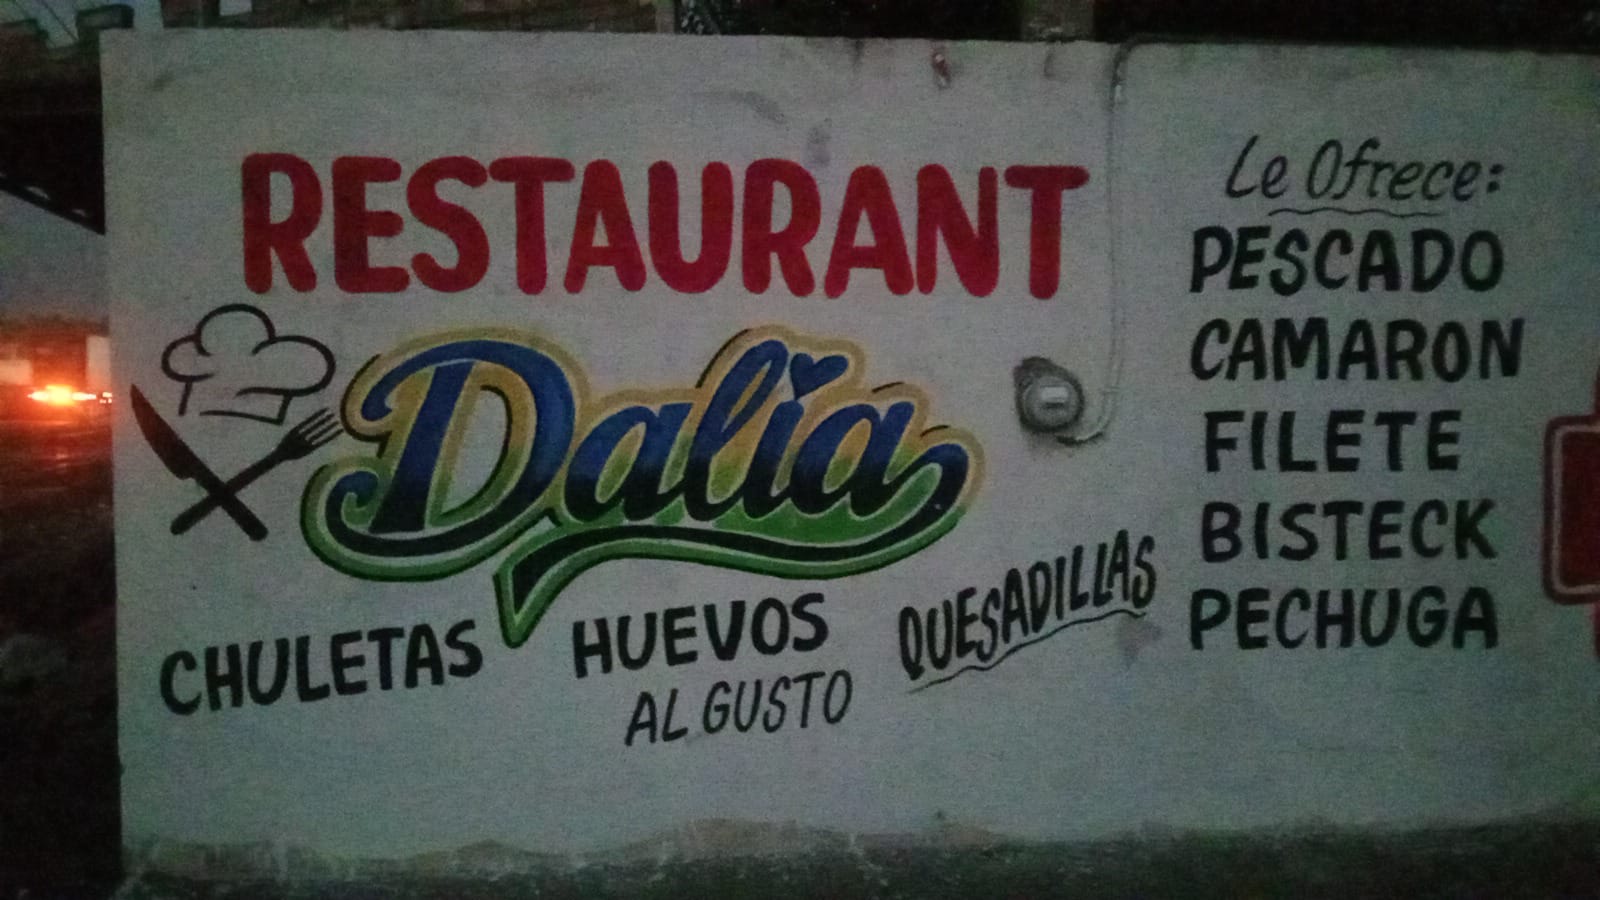 RESTAURANT
Dalia
CHULETAS HUEVOS QUESADILLAS
AL GUSTO
Le Ofrece:
PESCADO
CAMARON
FILETE
BISTECK
PECHUGA